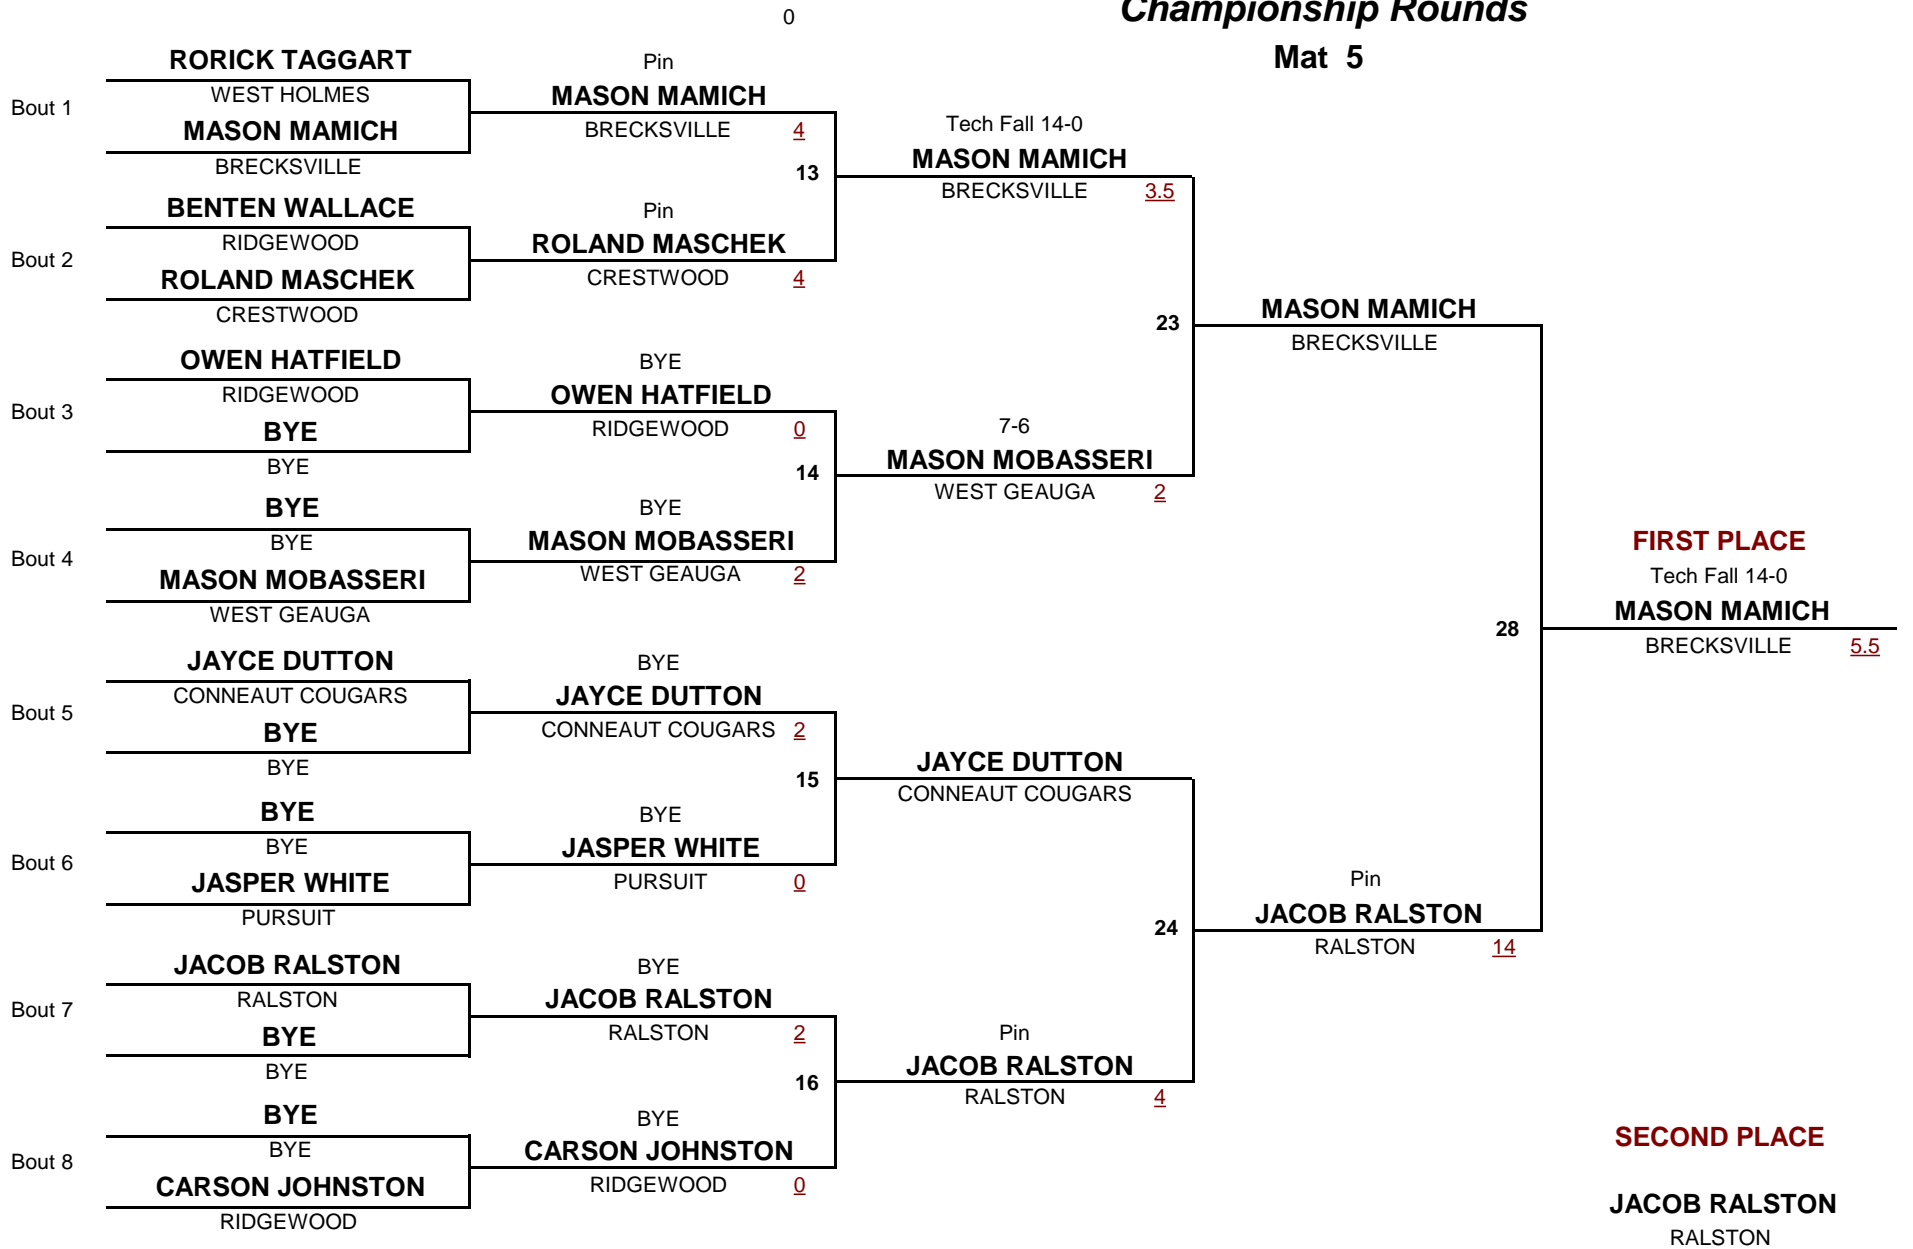 0
Championship Rounds
Mat 5
RORICK TAGGART
WEST HOLMES
Bout 1
MASON MAMICH
BRECKSVILLE
BENTEN WALLACE
RIDGEWOOD
Bout 2
ROLAND MASCHEK
CRESTWOOD
OWEN HATFIELD
RIDGEWOOD
Bout 3
BYE
BYE
BYE
BYE
Bout 4
MASON MOBASSERI
WEST GEAUGA
JAYCE DUTTON
CONNEAUT COUGARS
Bout 5
BYE
BYE
BYE
BYE
Bout 6
JASPER WHITE
PURSUIT
JACOB RALSTON
RALSTON
Bout 7
BYE
BYE
BYE
BYE
Bout 8
CARSON JOHNSTON
RIDGEWOOD
Pin
MASON MAMICH
BRECKSVILLE 4
13
Pin
ROLAND MASCHEK
CRESTWOOD 4
BYE
OWEN HATFIELD
RIDGEWOOD 0
14
BYE
MASON MOBASSERI
WEST GEAUGA 2
BYE
JAYCE DUTTON
CONNEAUT COUGARS 2
15
BYE
JASPER WHITE
PURSUIT 0
BYE
JACOB RALSTON
RALSTON 2
16
BYE
CARSON JOHNSTON
RIDGEWOOD 0
Tech Fall 14-0
MASON MAMICH
BRECKSVILLE 3.5
23
7-6
MASON MOBASSERI
WEST GEAUGA 2
JAYCE DUTTON
CONNEAUT COUGARS
24
Pin
JACOB RALSTON
RALSTON 4
MASON MAMICH
BRECKSVILLE
28
Pin
JACOB RALSTON
RALSTON 14
FIRST PLACE
Tech Fall 14-0
MASON MAMICH
BRECKSVILLE 5.5
SECOND PLACE
JACOB RALSTON
RALSTON